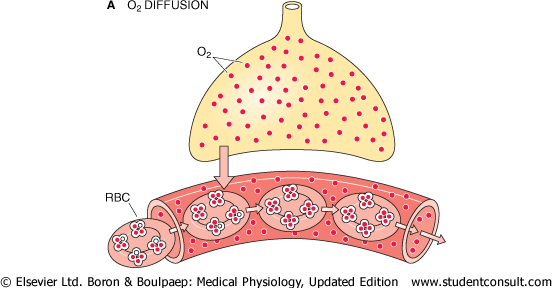 A O₂ DIFFUSION
O₂
RBC
© Elsevier Ltd. Boron & Boulpaep: Medical Physiology, Updated Edition www.studentconsult.com